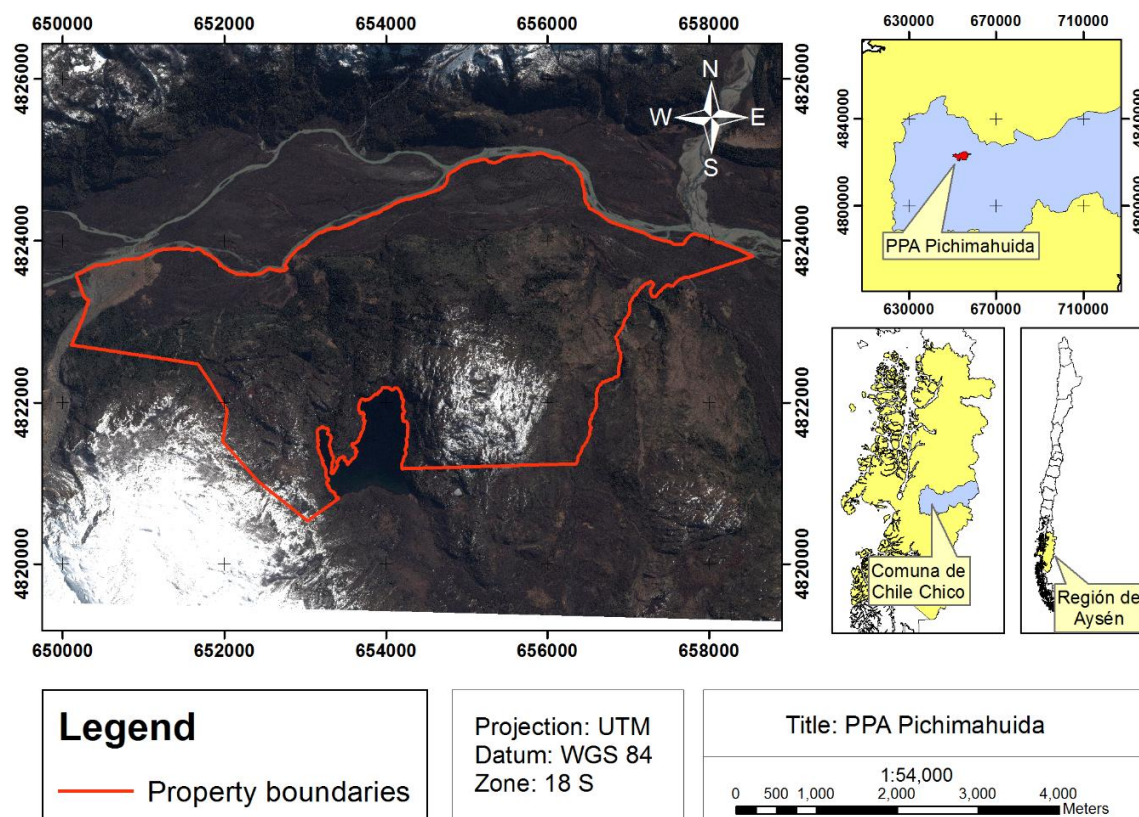 650000 652000 654000 656000 658000
4826000
4824000
4822000
4820000
N
W E
S
4826000
4824000
4822000
4820000
650000 652000 654000 656000 658000
630000 670000 710000
4840000
4800000
4840000
4800000
PPA Pichimahuida
630000 670000 710000
Comuna de
Chile Chico
Región de
Aysén
Legend
Property boundaries
Projection: UTM
Datum: WGS 84
Zone: 18 S
Title: PPA Pichimahuida
1:54,000
0 500 1,000 2,000 3,000 4,000
Meters